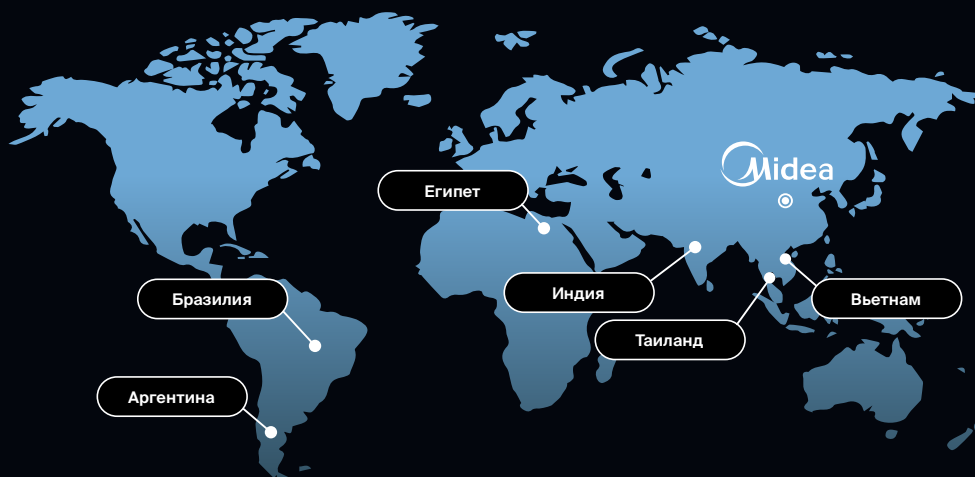 Midea
Египет
Индия
Бразилия
Вьетнам
Таиланд
Аргентина